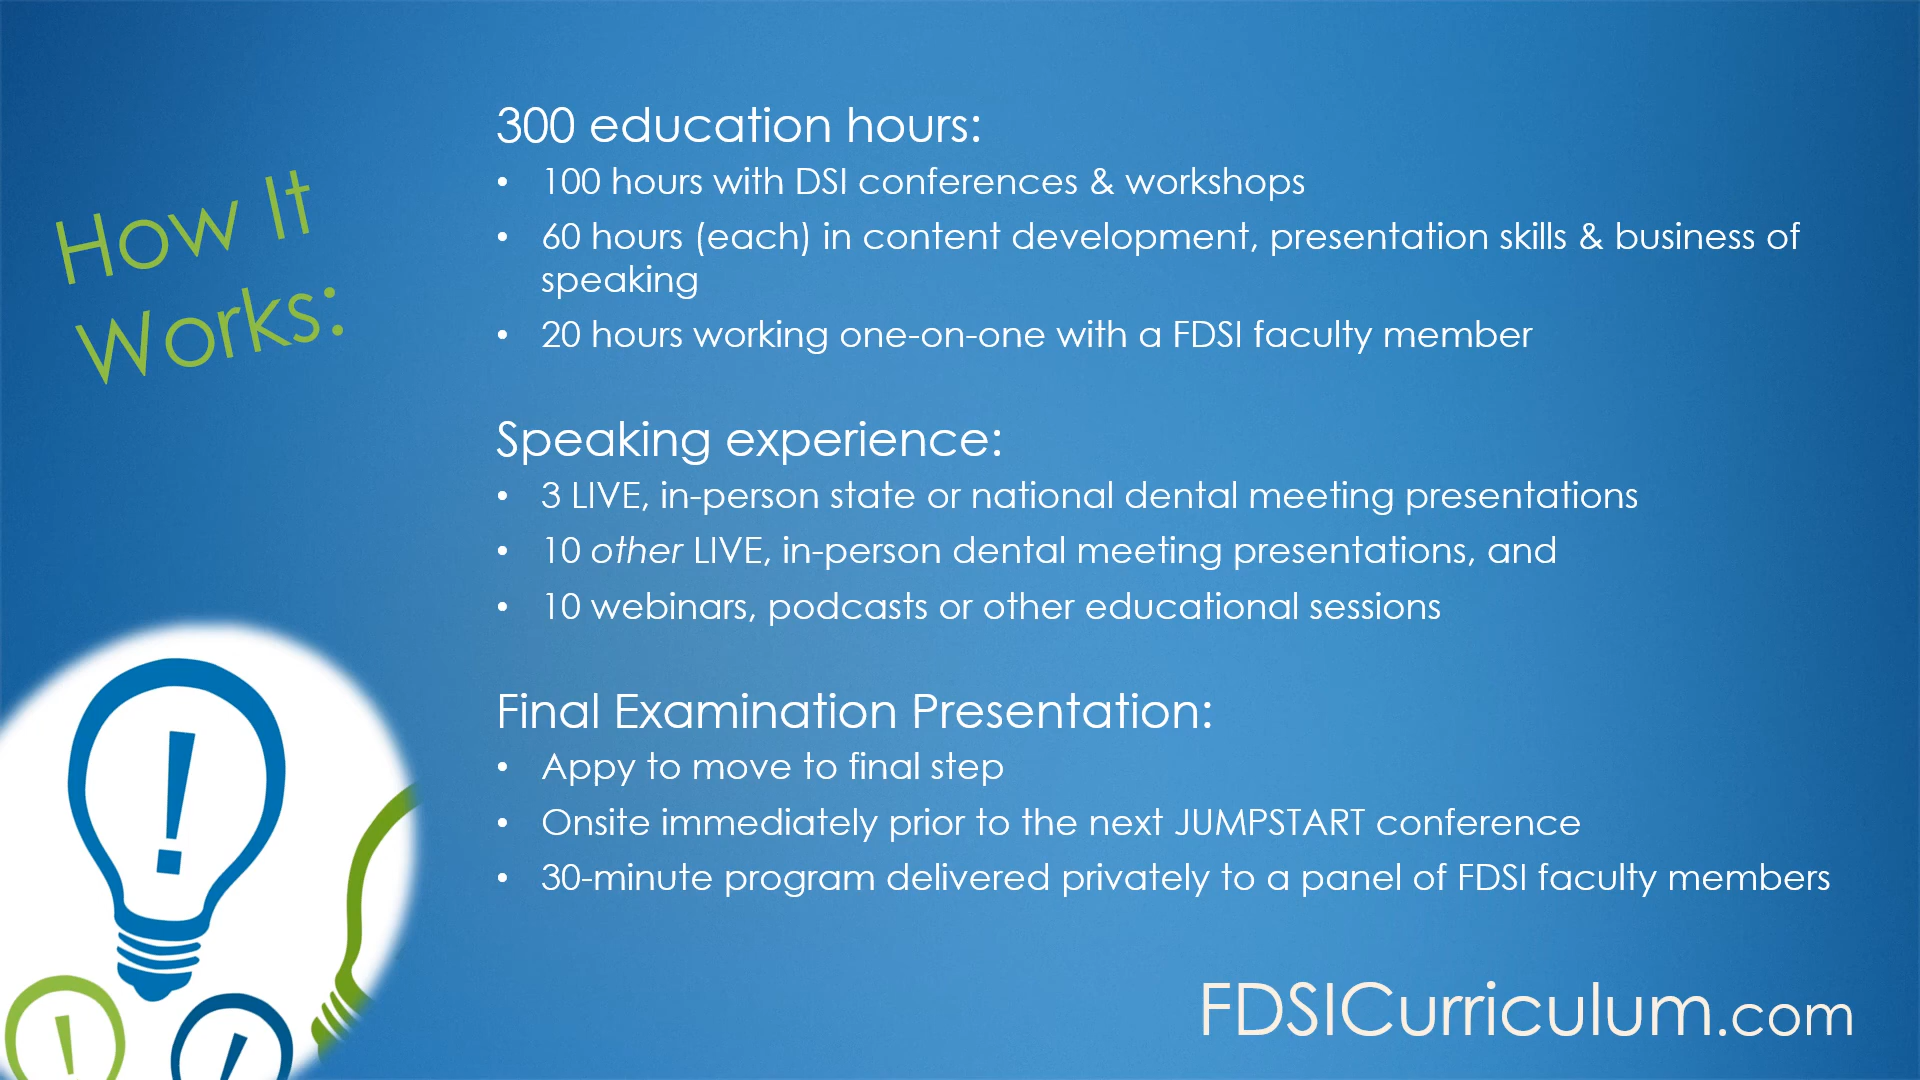 How It
Works:
300 education hours:
• 100 hours with DSI conferences & workshops
• 60 hours (each) in content development, presentation skills & business of
speaking
• 20 hours working one-on-one with a FDSI faculty member
Speaking experience:
• 3 LIVE, in-person state or national dental meeting presentations
• 10 other LIVE, in-person dental meeting presentations, and
• 10 webinars, podcasts or other educational sessions
Final Examination Presentation:
• Appy to move to final step
• Onsite immediately prior to the next JUMPSTART conference
• 30-minute program delivered privately to a panel of FDSI faculty members
! 
!
!
FDSICurriculum.com